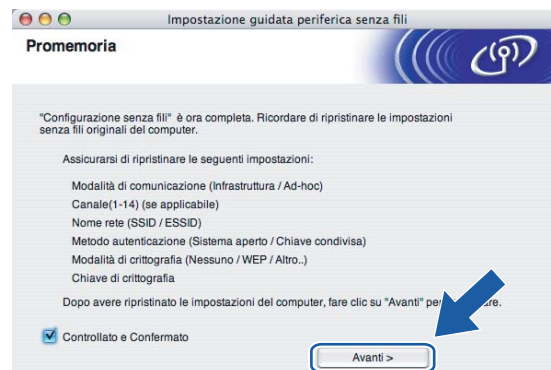 Impostazione guidata periferica senza fili
Promemoria
"Configurazione senza fili" è ora completa. Ricordare di ripristinare le impostazioni
senza fili originali del computer.
Assicurarsi di ripristinare le seguenti impostazioni:
Modalità di comunicazione (Infrastruttura / Ad-hoc)
Canale(1-14) (se applicabile)
Nome rete (SSID / ESSID)
Metodo autenticazione (Sistema aperto / Chiave condivisa)
Modalità di crittografia (Nessuno / WEP / Altro..)
Chiave di crittografia
Dopo avere ripristinato le impostazioni del computer, fare clic su "Avanti"
Controllato e Confermato
Avanti >